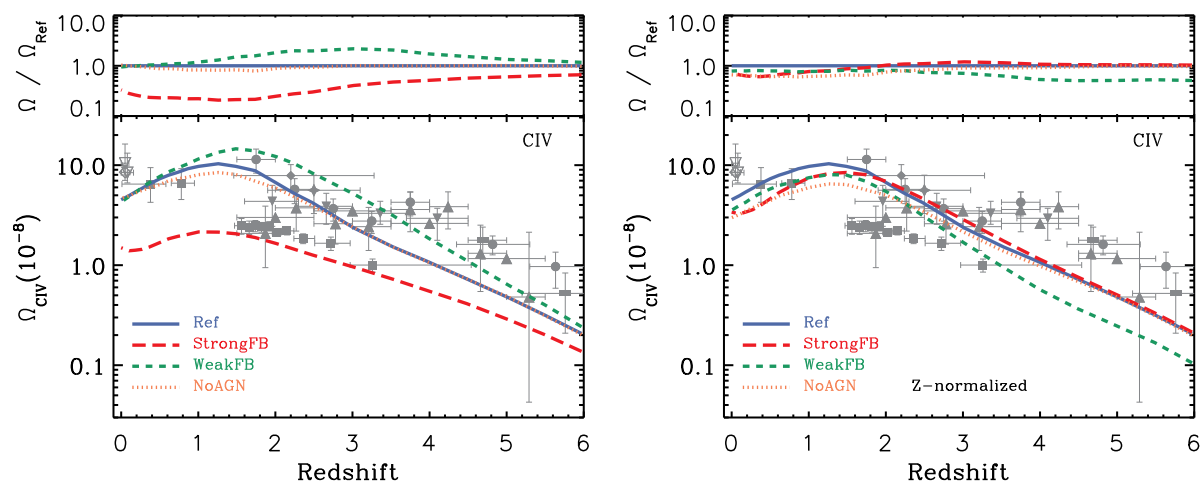 Ω / Ω_Ref
10.0
1.0
0.1
CIV
Ω_CIV(10^-8)
10.0
1.0
0.1
Ref
StrongFB
WeakFB
NoAGN
0 1 2 3 4 5 6
Redshift
Ω / Ω_Ref
10.0
1.0
0.1
CIV
Ω_CIV(10^-8)
10.0
1.0
0.1
Ref
StrongFB
WeakFB
NoAGN Z-normalized
0 1 2 3 4 5 6
Redshift